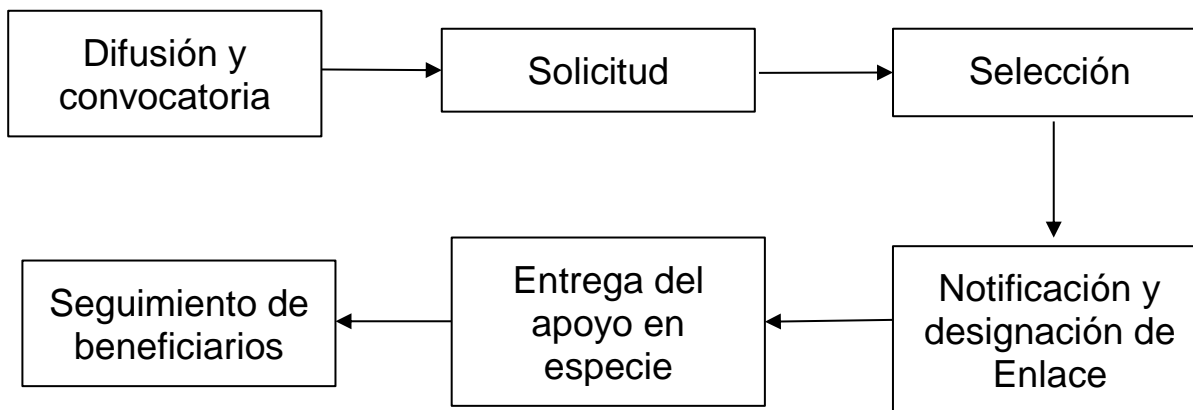 Difusión y
convocatoria
Solicitud
Selección
Notificación y
designación de
Enlace
Entrega del
apoyo en
especie
Seguimiento de
beneficiarios